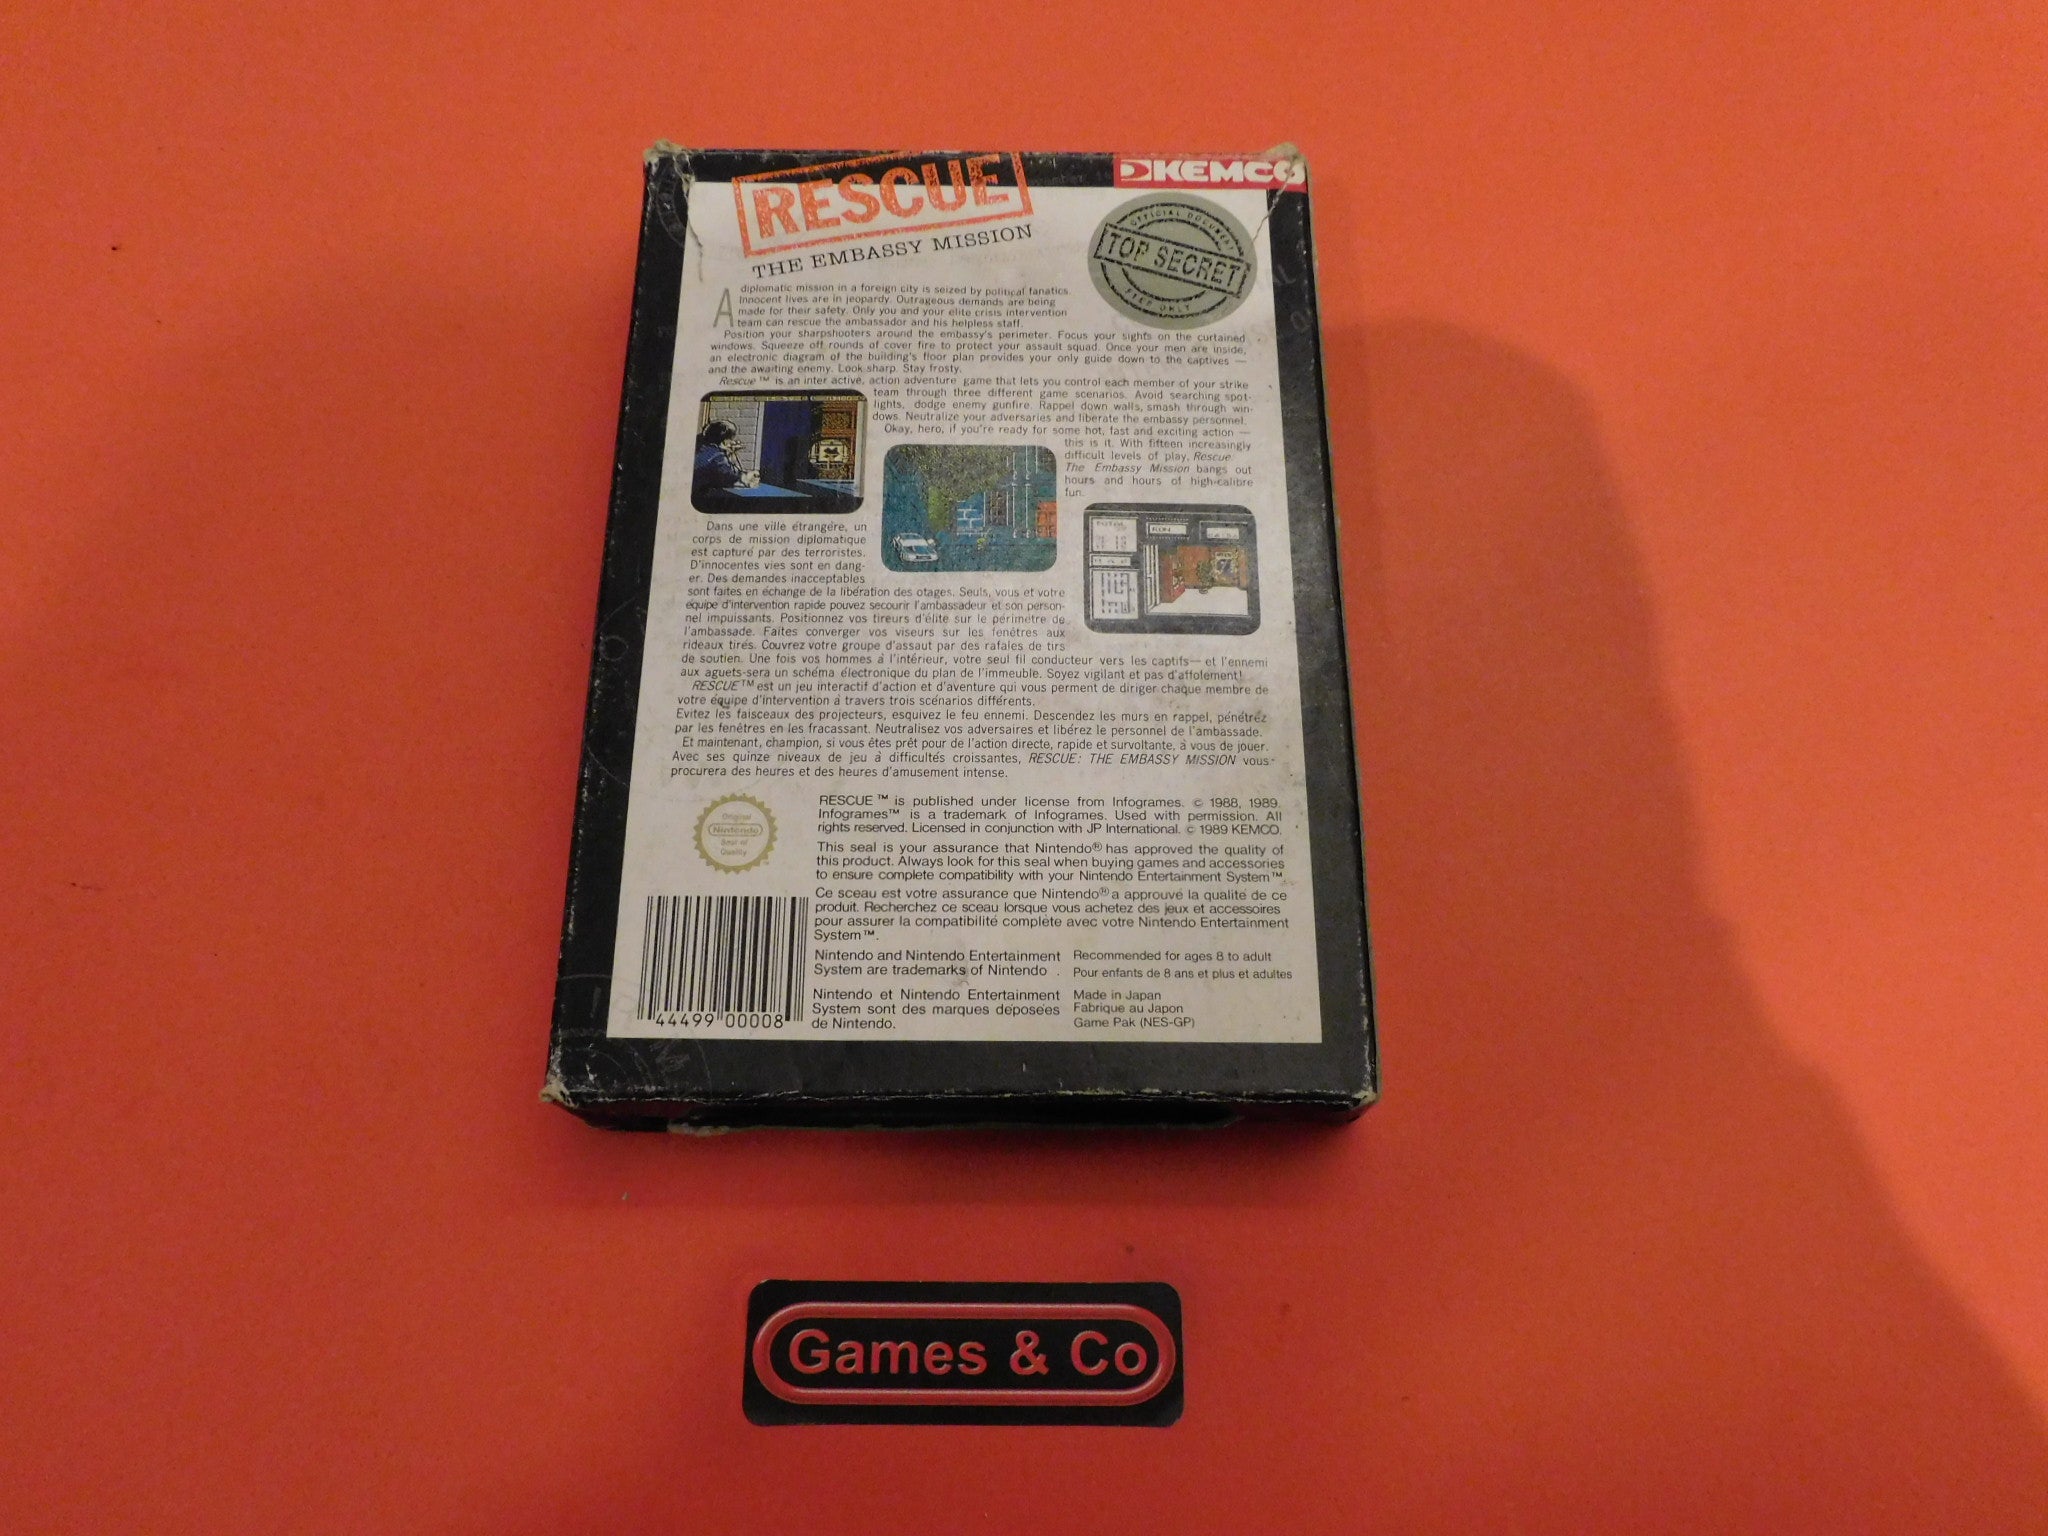 RESCUE
THE EMBASSY MISSION
KEMCO
OFFICIAL DOCUMENT
TOP SECRET
A diplomatic mission in a foreign city is seized by political fanatics.
Innocent lives are in jeopardy. Outrageous demands are being
made for their safety. Only you and your elite crisis intervention
team can rescue the ambassador and his helpless staff.
Position your sharpshooters around the embassy's perimeter. Focus your sights on the curtained
windows. Squeeze off rounds of cover fire to protect your assault squad. Once your men are inside,
an electronic diagram of the building's floor plan provides your only guide down to the captives —
and the awaiting enemy. Look sharp. Stay frosty.
Rescue™ is an inter active, action adventure game that lets you control each member of your strike
team through three different game scenarios. Avoid searching spot-
lights, dodge enemy gunfire. Rappel down walls, smash through win-
dows. Neutralize your adversaries and liberate the embassy personnel.
Okay, hero, if you're ready for some hot, fast and exciting action —
this is it. With fifteen increasingly
difficult levels of play, Rescue
The Embassy Mission bangs out
hours and hours of high-calibre
fun.
Dans une ville étrangére, un
corps de mission diplomatique
est capturé par des terroristes.
D'innocentes vies sont en dang-
er. Des demandes inacceptables
sont faites en échange de la libération des otages. Seuls, vous et votre
équipe d'intervention rapide pouvez secourir l'ambassadeur et son person-
nel impuissants. Positionnez vos tireurs d'élite sur le périmétre de
l'ambassade. Faites converger vos viseurs sur les fenêtres aux
rideaux tirés. Couvrez votre groupe d'assaut par des rafales de tirs
de soutien. Une fois vos hommes à l'intérieur, votre seul fil conducteur vers les captifs— et l'ennemi
aux aguets-sera un schéma électronique du plan de l'immeuble. Soyez vigilant et pas d'affolement!
RESCUE™ est un jeu interactif d'action et d'aventure qui vous perment de diriger chaque membre de
votre équipe d'intervention à travers trois scénarios différents.
Evitez les faisceaux des projecteurs, esquivez le feu ennemi. Descendez les murs en rappel, pénétréz
par les fenêtres en les fracassant. Neutralisez vos adversaires et libérez le personnel de l'ambassade.
Et maintenant, champion, si vous êtes prêt pour de l'action directe, rapide et survoltante, à vous de jouer.
Avec ses quinze niveaux de jeu à difficultés croissantes, RESCUE: THE EMBASSY MISSION vous
procurera des heures et des heures d'amusement intense.
Original
Nintendo
Seal of
Quality
RESCUE™ is published under license from Infogrames. © 1988, 1989.
Infogrames™ is a trademark of Infogrames. Used with permission. All
rights reserved. Licensed in conjunction with JP International. © 1989 KEMCO.
This seal is your assurance that Nintendo® has approved the quality of
this product. Always look for this seal when buying games and accessories
to ensure complete compatibility with your Nintendo Entertainment System™.
Ce sceau est votre assurance que Nintendo® a approuvé la qualité de ce
produit. Recherchez ce sceau lorsque vous achetez des jeux et accessoires
pour assurer la compatibilité complète avec votre Nintendo Entertainment
System™.
Nintendo and Nintendo Entertainment
System are trademarks of Nintendo .
Recommended for ages 8 to adult
Pour enfants de 8 ans et plus et adultes
Nintendo et Nintendo Entertainment
System sont des marques déposées
de Nintendo.
Made in Japan
Fabrique au Japon
Game Pak (NES-GP)
44499 00008
Games & Co